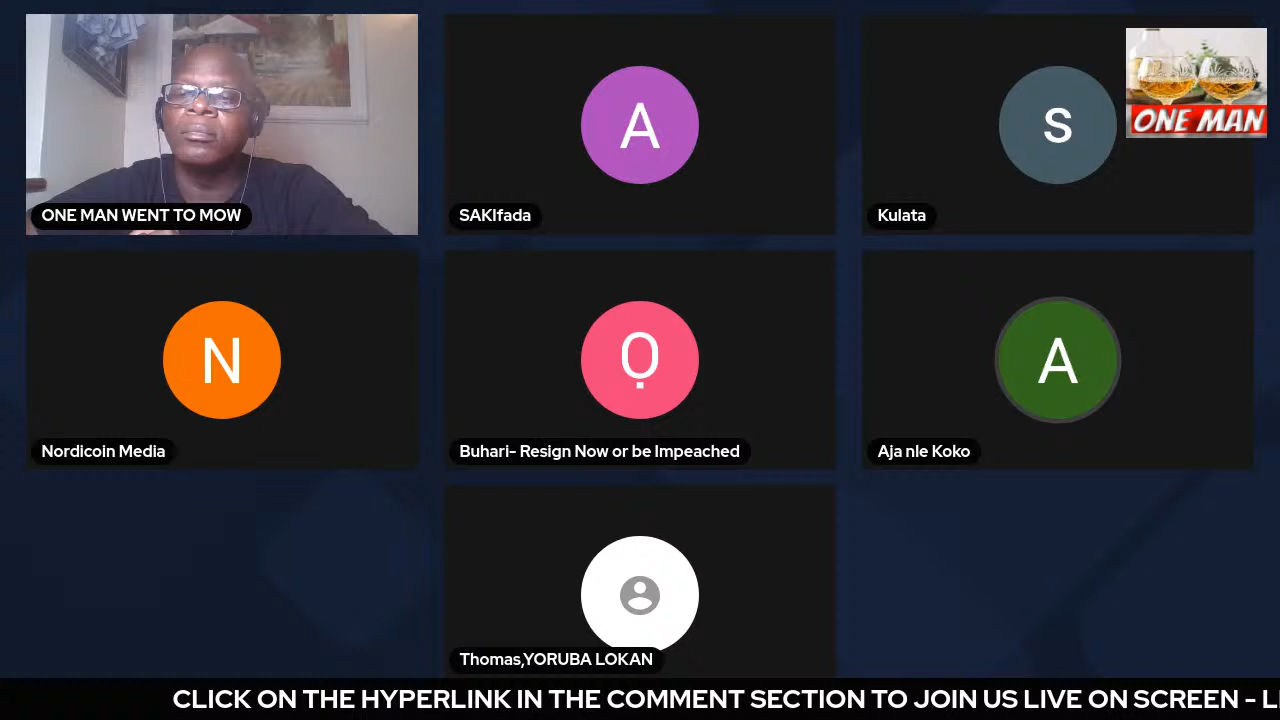 ONE MAN WENT TO MOW
A
SAKIfada
S
Kulata
ONE MAN
N
Nordicoin Media
Ọ
Buhari- Resign Now or be Impeached
A
Aja nle Koko
Thomas,YORUBA LOKAN
CLICK ON THE HYPERLINK IN THE COMMENT SECTION TO JOIN US LIVE ON SCREEN - L